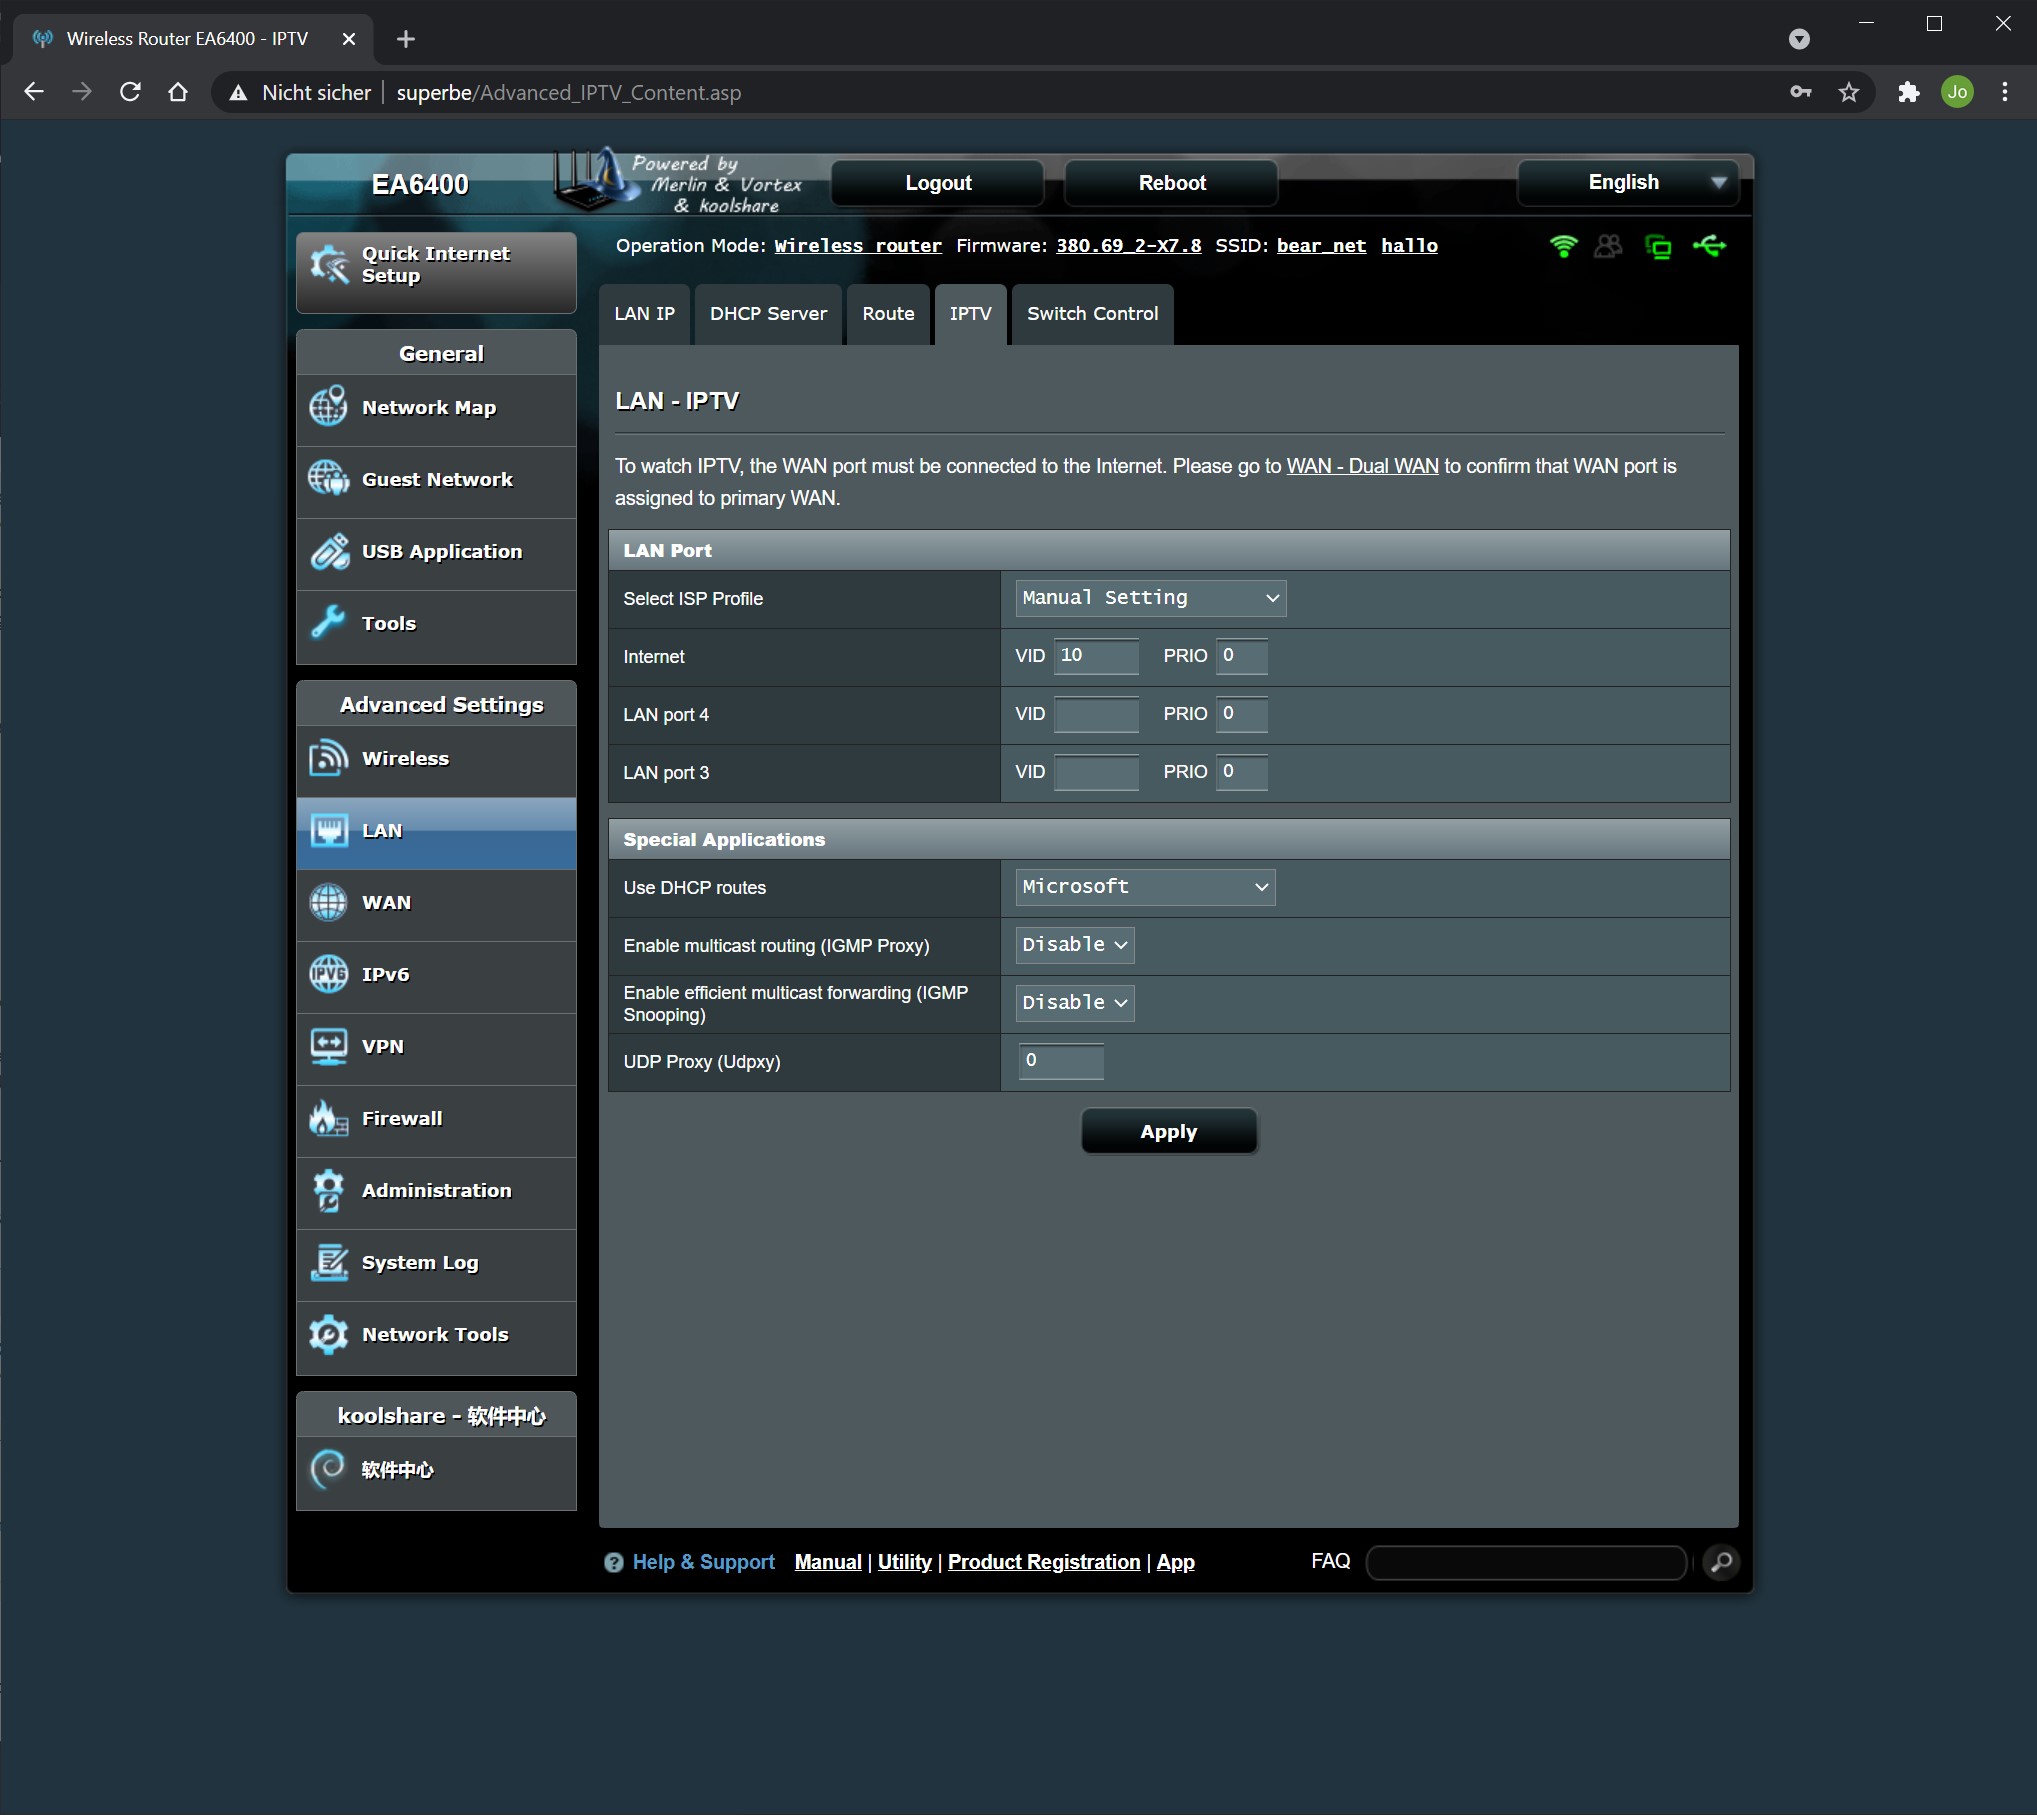 Wireless Router EA6400 - IPTV
Nicht sicher | superbe/Advanced_IPTV_Content.asp
Jo
EA6400
Powered by
Merlin & Vortex
& koolshare
Logout
Reboot
English
Quick Internet
Setup
Operation Mode: Wireless router Firmware: 380.69_2-X7.8 SSID: bear_net hallo
LAN IP
DHCP Server
Route
IPTV
Switch Control
General
Network Map
Guest Network
USB Application
Tools
Advanced Settings
Wireless
LAN
WAN
IPv6
IPv6
VPN
Firewall
Administration
System Log
Network Tools
koolshare - 软件中心
软件中心
LAN - IPTV
To watch IPTV, the WAN port must be connected to the Internet. Please go to WAN - Dual WAN to confirm that WAN port is
assigned to primary WAN.
LAN Port
Select ISP Profile Manual Setting
Internet VID 10 PRIO 0
LAN port 4 VID PRIO 0
LAN port 3 VID PRIO 0
Special Applications
Use DHCP routes Microsoft
Enable multicast routing (IGMP Proxy) Disable
Enable efficient multicast forwarding (IGMP
Snooping) Disable
UDP Proxy (Udpxy) 0
Apply
? Help & Support Manual | Utility | Product Registration | App
FAQ